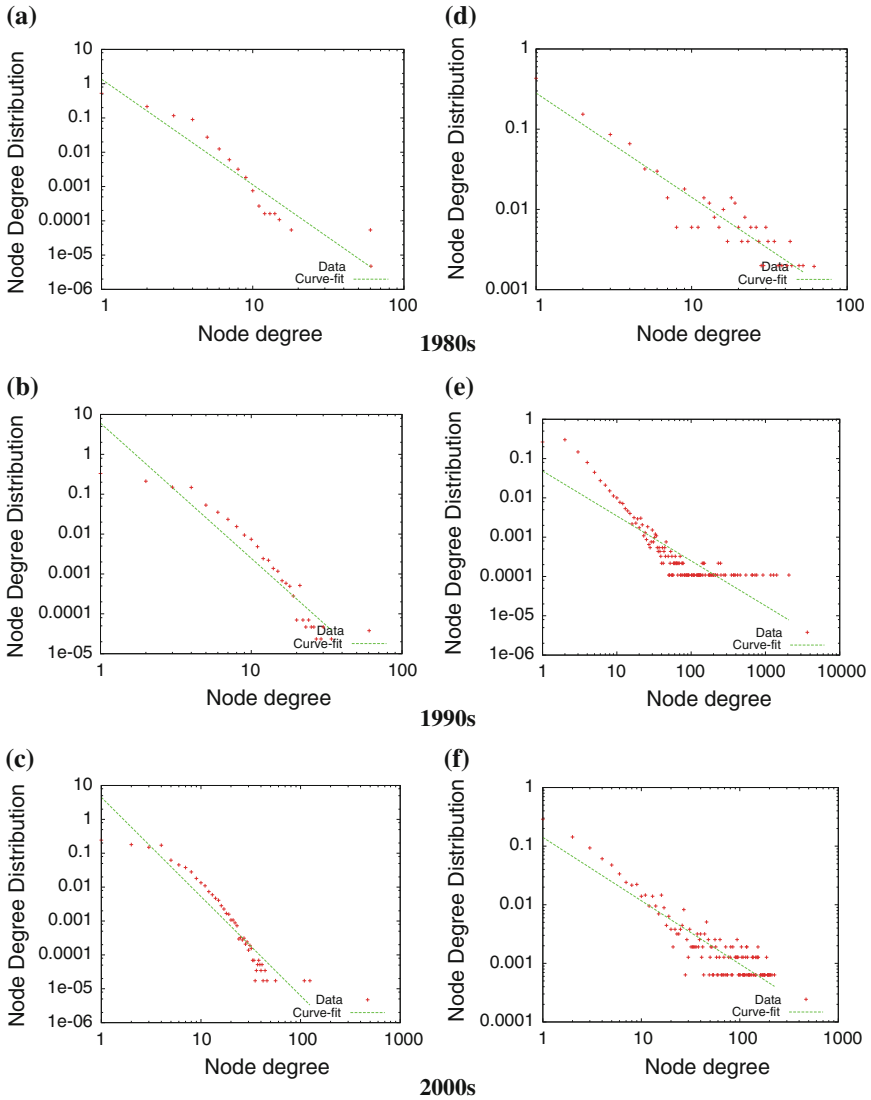 (a)
Node Degree Distribution
10
1
0.1
0.01
0.001
0.0001
1e-05
1e-06
1
10
100
Data
Curve-fit
Node degree
(d)
Node Degree Distribution
1
0.1
0.01
0.001
1
10
100
Data
Curve-fit
Node degree
1980s
(b)
Node Degree Distribution
10
1
0.1
0.01
0.001
0.0001
1e-05
1
10
100
Data
Curve-fit
Node degree
(e)
Node Degree Distribution
1
0.1
0.01
0.001
0.0001
1e-05
1e-06
1
10
100
1000
10000
Data
Curve-fit
Node degree
1990s
(c)
Node Degree Distribution
10
1
0.1
0.01
0.001
0.0001
1e-05
1e-06
1
10
100
1000
Data
Curve-fit
Node degree
(f)
Node Degree Distribution
1
0.1
0.01
0.001
0.0001
1
10
100
1000
Data
Curve-fit
Node degree
2000s